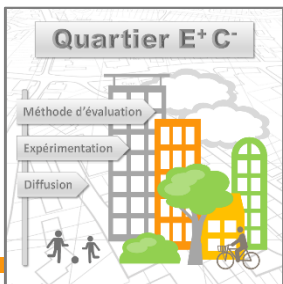 Quartier E⁺ C⁻
Méthode d'évaluation
Expérimentation
Diffusion